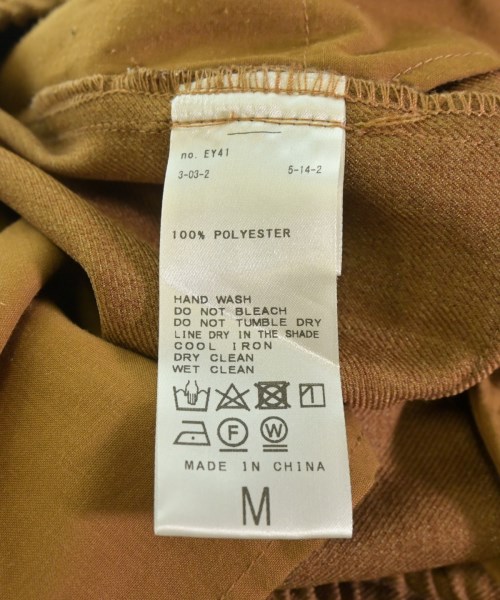 no. EY41
3-03-2 5-14-2
100% POLYESTER
HAND WASH
DO NOT BLEACH
DO NOT TUMBLE DRY
LINE DRY IN THE SHADE
COOL IRON
DRY CLEAN
WET CLEAN
F W
MADE IN CHINA
M